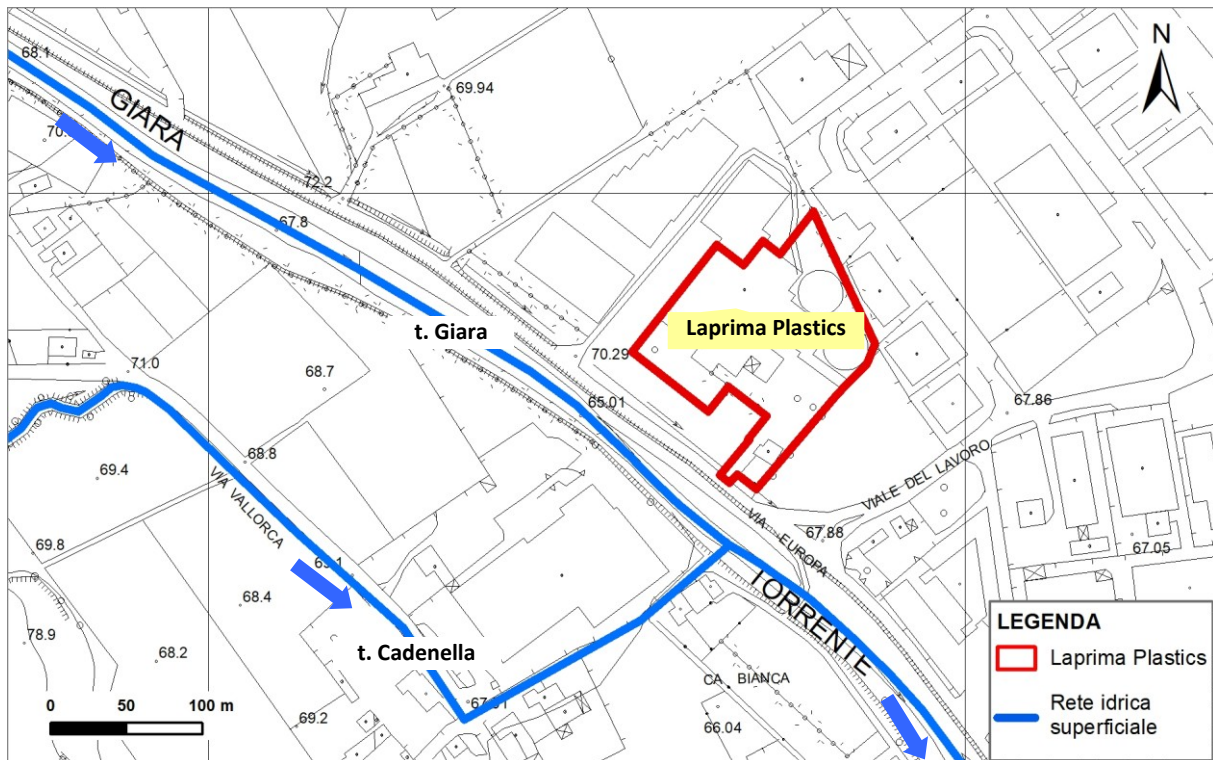 68.1
GIARA
69.94
N
72.2
67.8
t. Giara
Laprima Plastics
70.29
71.0
68.7
65.01
67.86
68.8
69.4
VIA VALLORCA
VIALE DEL LAVORO
VIA EUROPA
67.88
67.05
69.8
69.1
68.4
TORRENTE
78.9
68.2
t. Cadenella
CA BIANCA
69.2
66.04
0 50 100 m
LEGENDA
Laprima Plastics
Rete idrica
superficiale